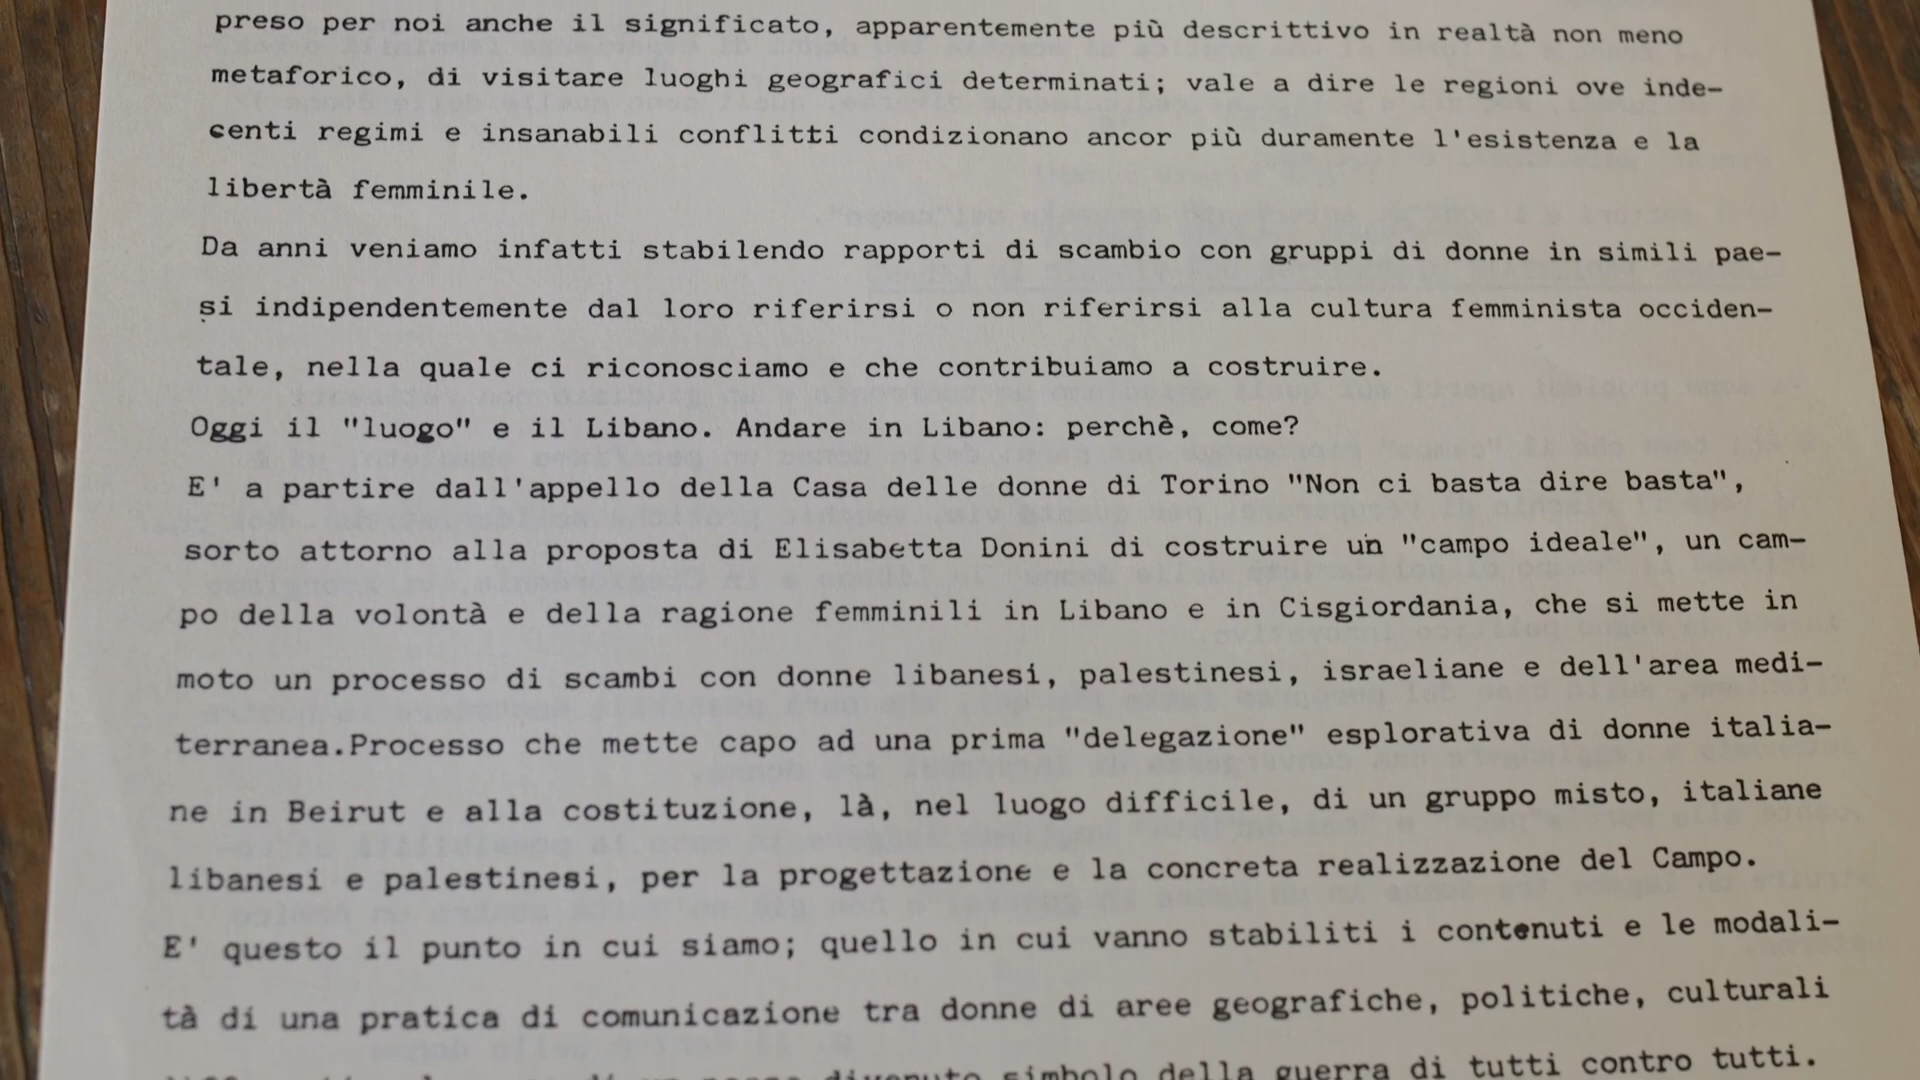 preso per noi anche il significato, apparentemente più descrittivo in realtà non meno
metaforico, di visitare luoghi geografici determinati; vale a dire le regioni ove inde-
centi regimi e insanabili conflitti condizionano ancor più duramente l'esistenza e la
libertà femminile.
Da anni veniamo infatti stabilendo rapporti di scambio con gruppi di donne in simili pae-
si indipendentemente dal loro riferirsi o non riferirsi alla cultura femminista occiden-
tale, nella quale ci riconosciamo e che contribuiamo a costruire.
Oggi il "luogo" e il Libano. Andare in Libano: perchè, come?
E' a partire dall'appello della Casa delle donne di Torino "Non ci basta dire basta",
sorto attorno alla proposta di Elisabetta Donini di costruire un "campo ideale", un cam-
po della volontà e della ragione femminili in Libano e in Cisgiordania, che si mette in
moto un processo di scambi con donne libanesi, palestinesi, israeliane e dell'area medi-
terranea.Processo che mette capo ad una prima "delegazione" esplorativa di donne italia-
ne in Beirut e alla costituzione, là, nel luogo difficile, di un gruppo misto, italiane
libanesi e palestinesi, per la progettazione e la concreta realizzazione del Campo.
E' questo il punto in cui siamo; quello in cui vanno stabiliti i contenuti e le modali-
tà di una pratica di comunicazione tra donne di aree geografiche, politiche, culturali
divenuto simbolo della guerra di tutti contro tutti.